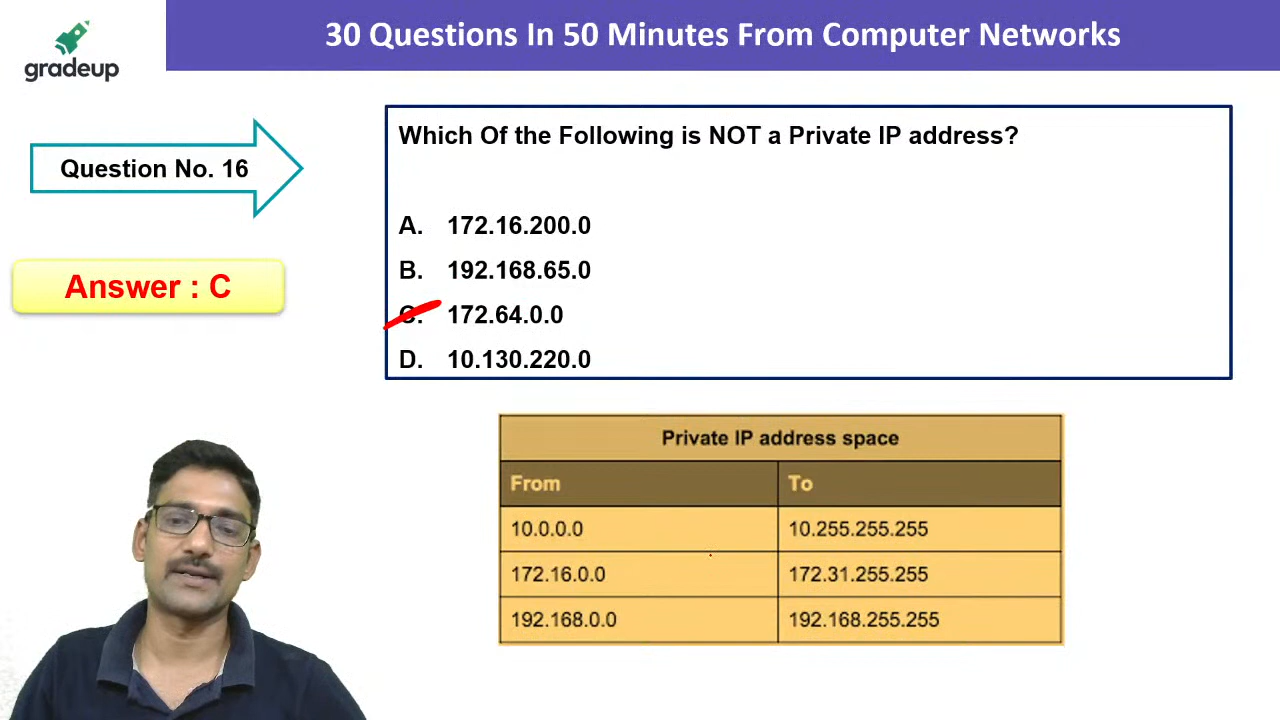 30 Questions In 50 Minutes From Computer Networks
gradeup
Question No. 16
Which Of the Following is NOT a Private IP address?
A. 172.16.200.0
B. 192.168.65.0
C. 172.64.0.0
D. 10.130.220.0
Answer : C
Private IP address space
From To
10.0.0.0 10.255.255.255
172.16.0.0 172.31.255.255
192.168.0.0 192.168.255.255